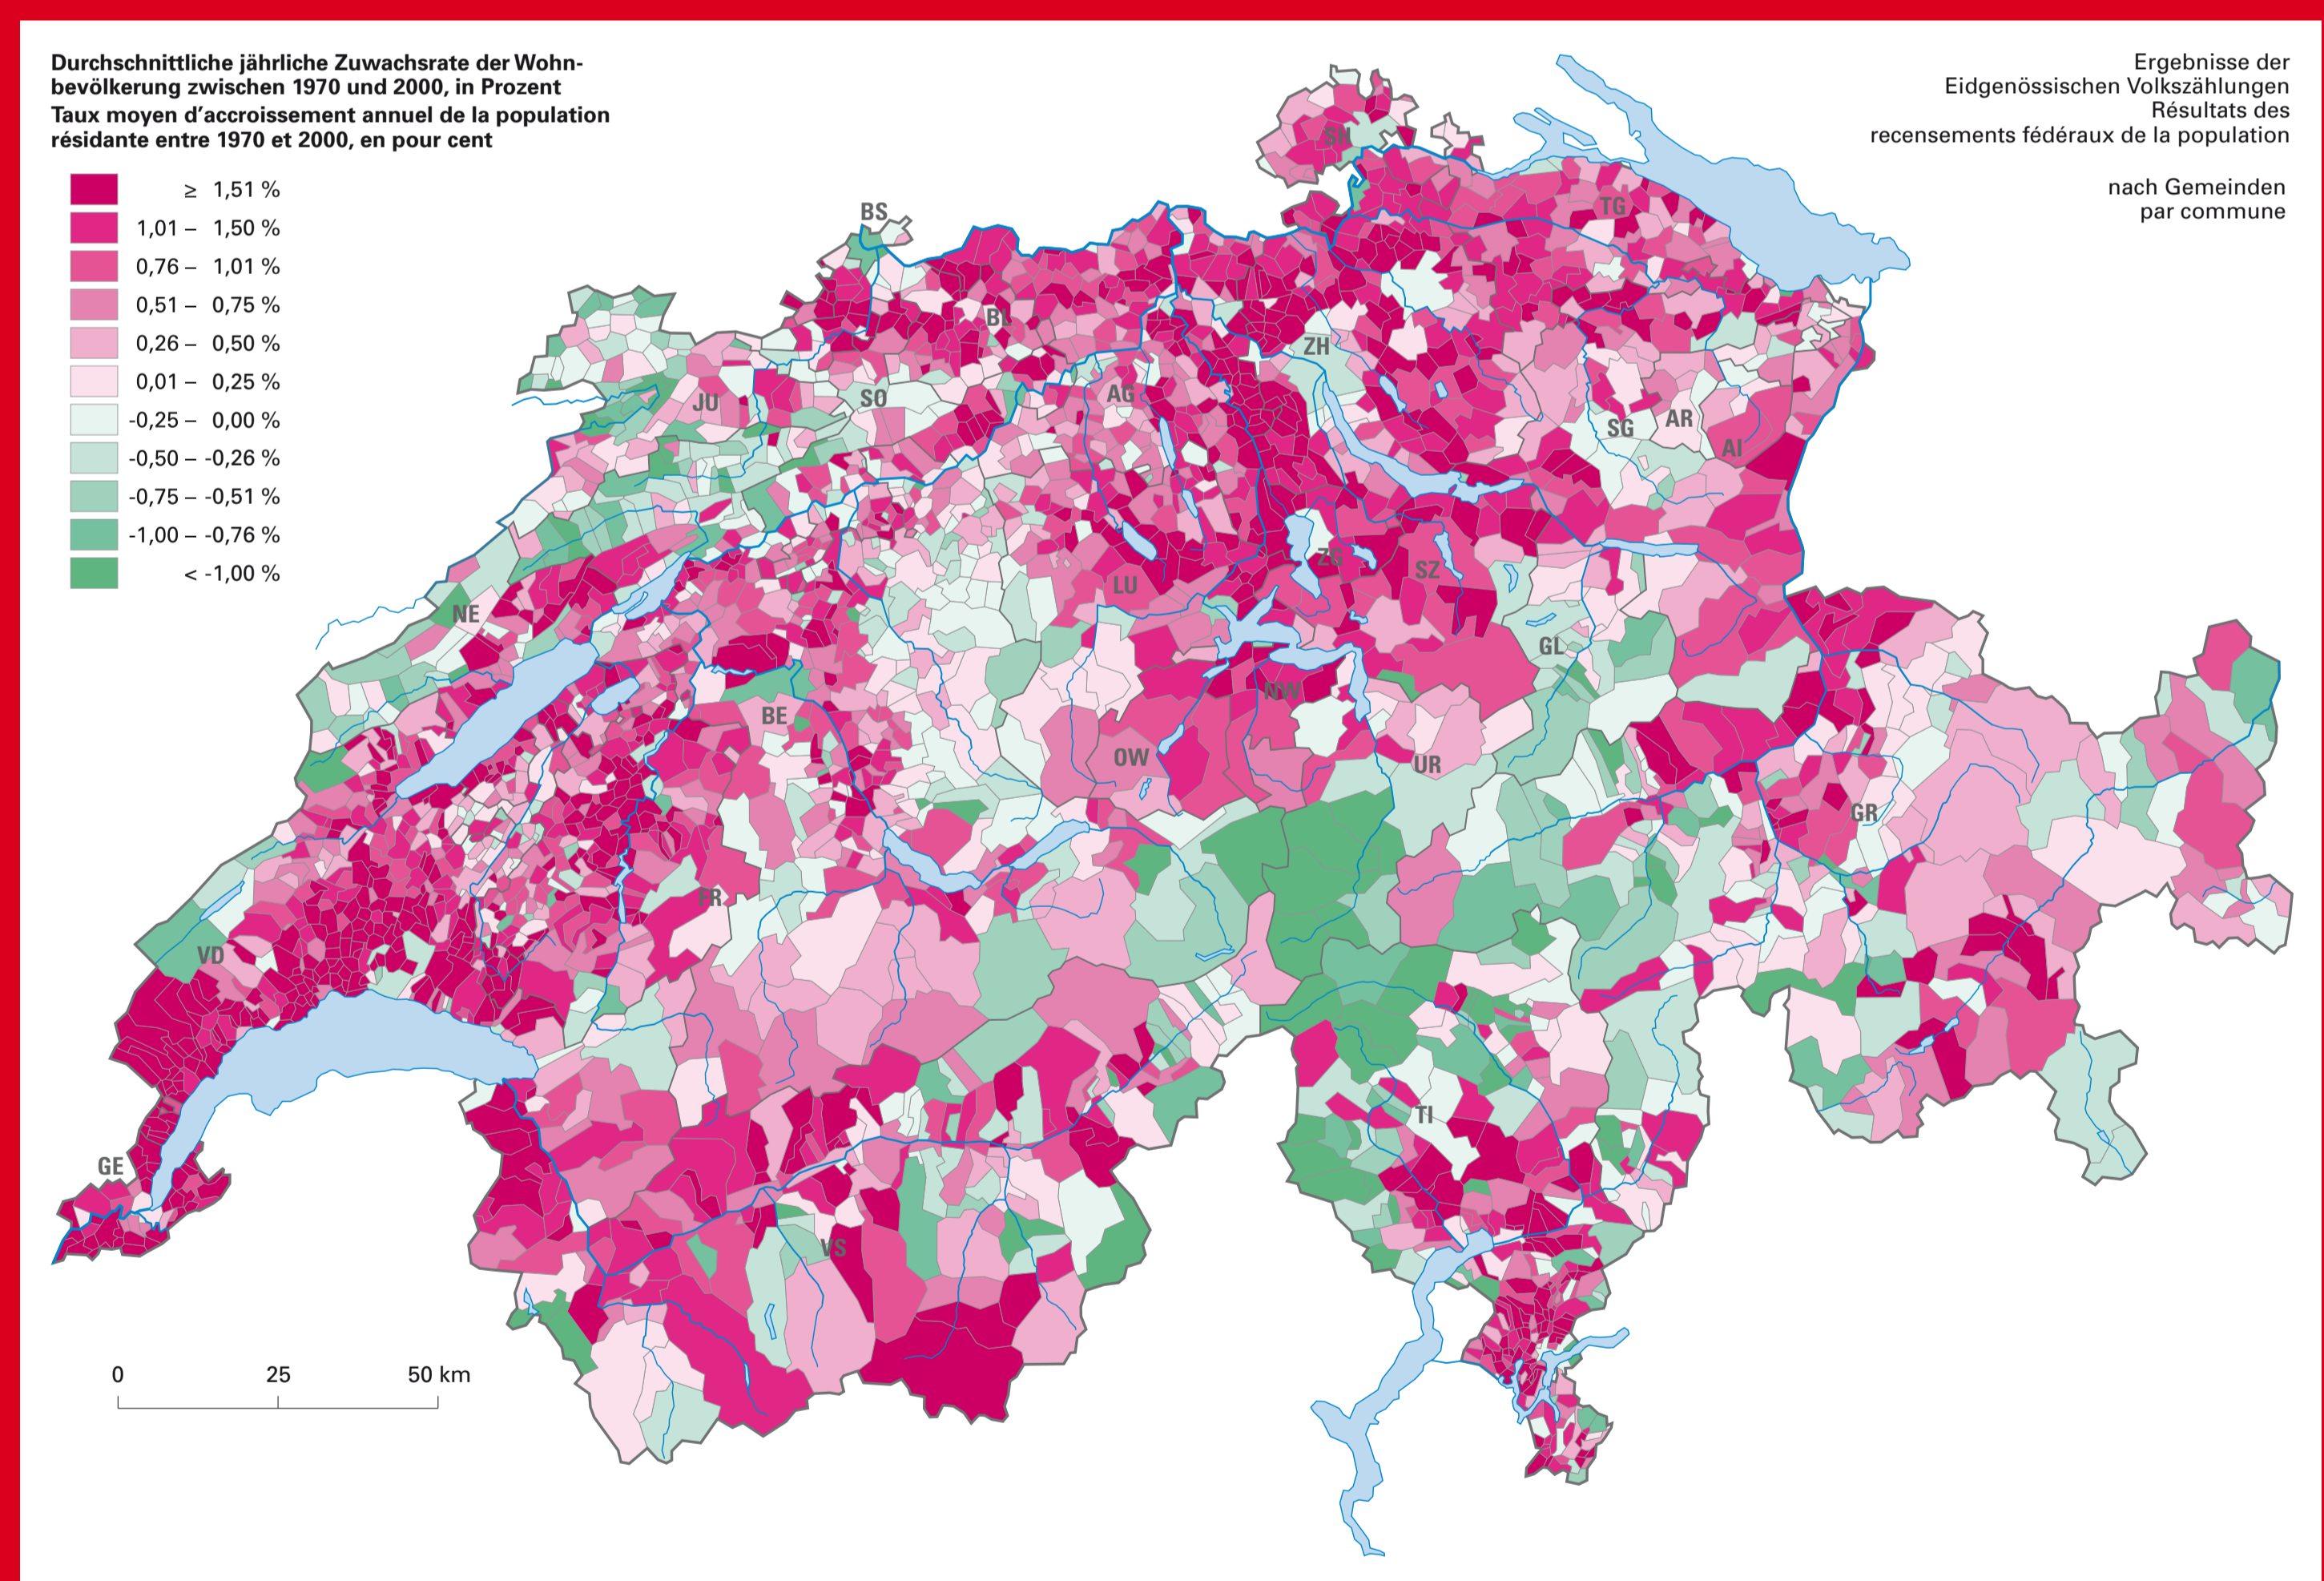 Durchschnittliche jährliche Zuwachsrate der Wohn-
bevölkerung zwischen 1970 und 2000, in Prozent
Taux moyen d'accroissement annuel de la population
résidante entre 1970 et 2000, en pour cent
≥ 1,51 %
1,01 – 1,50 %
0,76 – 1,01 %
0,51 – 0,75 %
0,26 – 0,50 %
0,01 – 0,25 %
-0,25 – 0,00 %
-0,50 – -0,26 %
-0,75 – -0,51 %
-1,00 – -0,76 %
< -1,00 %
Ergebnisse der
Eidgenössischen Volkszählungen
Résultats des
recensements fédéraux de la population
nach Gemeinden
par commune
SH
TG
BS
BL
ZH
JU
SO
AG
SG
AR
AI
NE
LU
ZG
SZ
GL
BE
NW
OW
UR
GR
FR
VD
TI
GE
VS
0 25 50 km